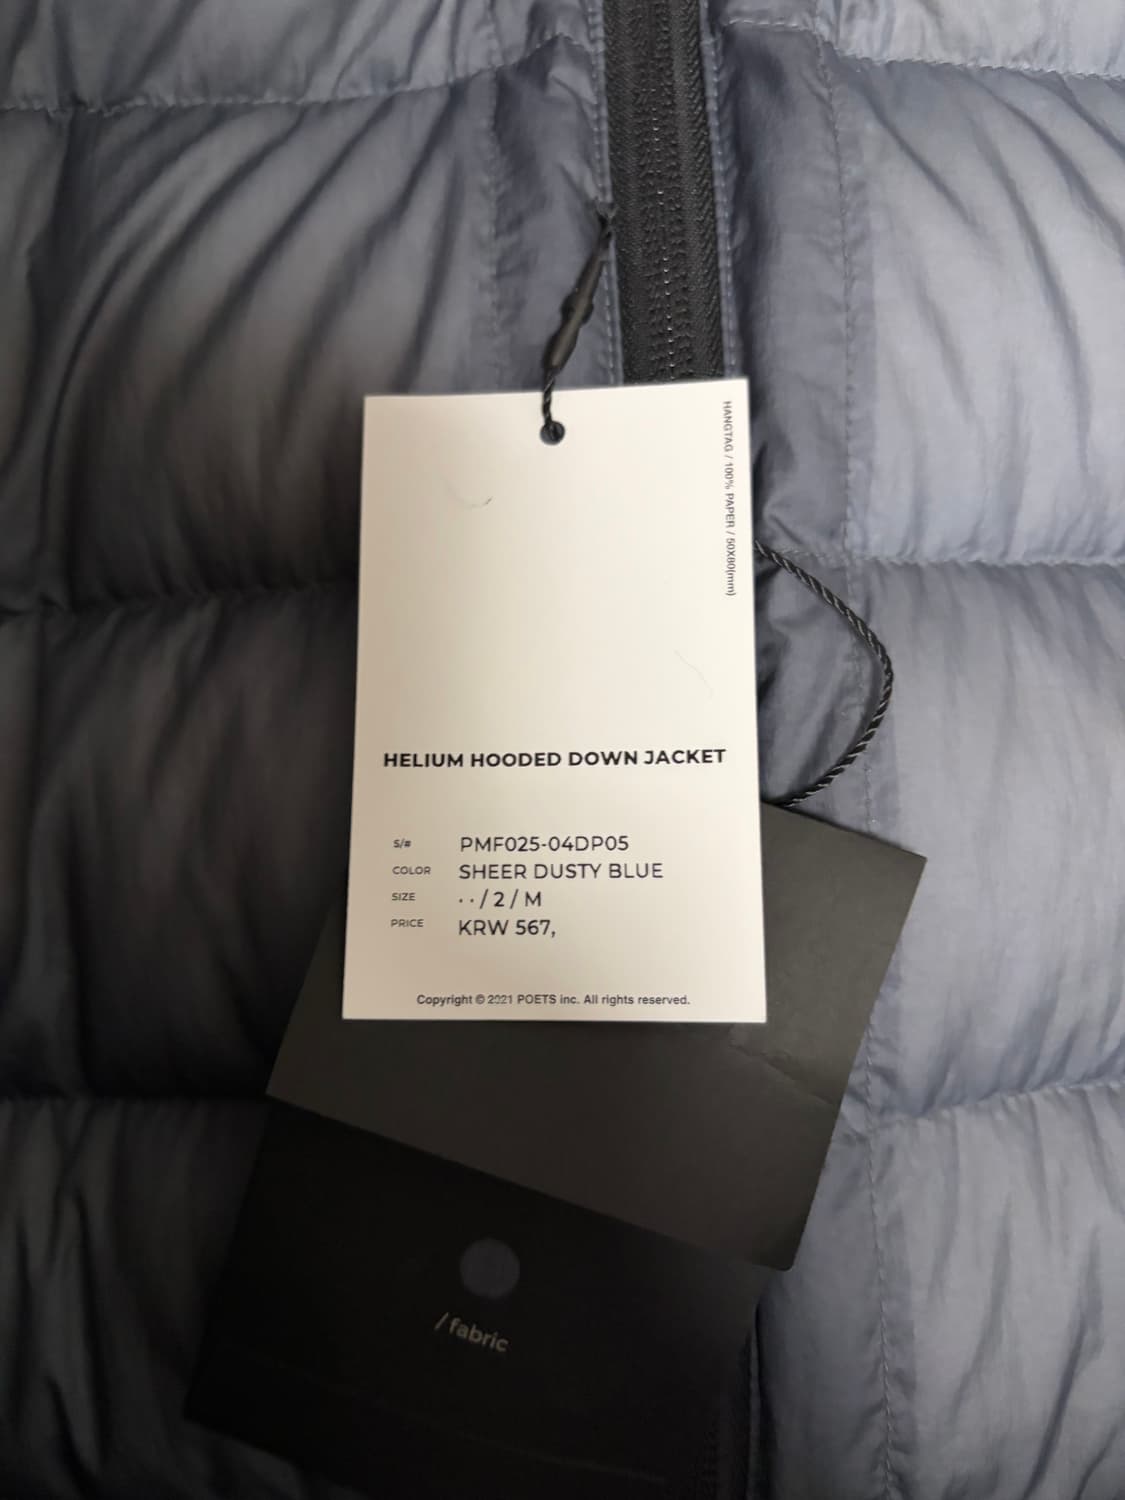 HANGTAG / 100% PAPER / 50X80(mm)
HELIUM HOODED DOWN JACKET
S/# PMF025-04DP05
COLOR SHEER DUSTY BLUE
SIZE ··/ 2 / M
PRICE KRW 567,
Copyright © 2021 POETS inc. All rights reserved.
/ fabric